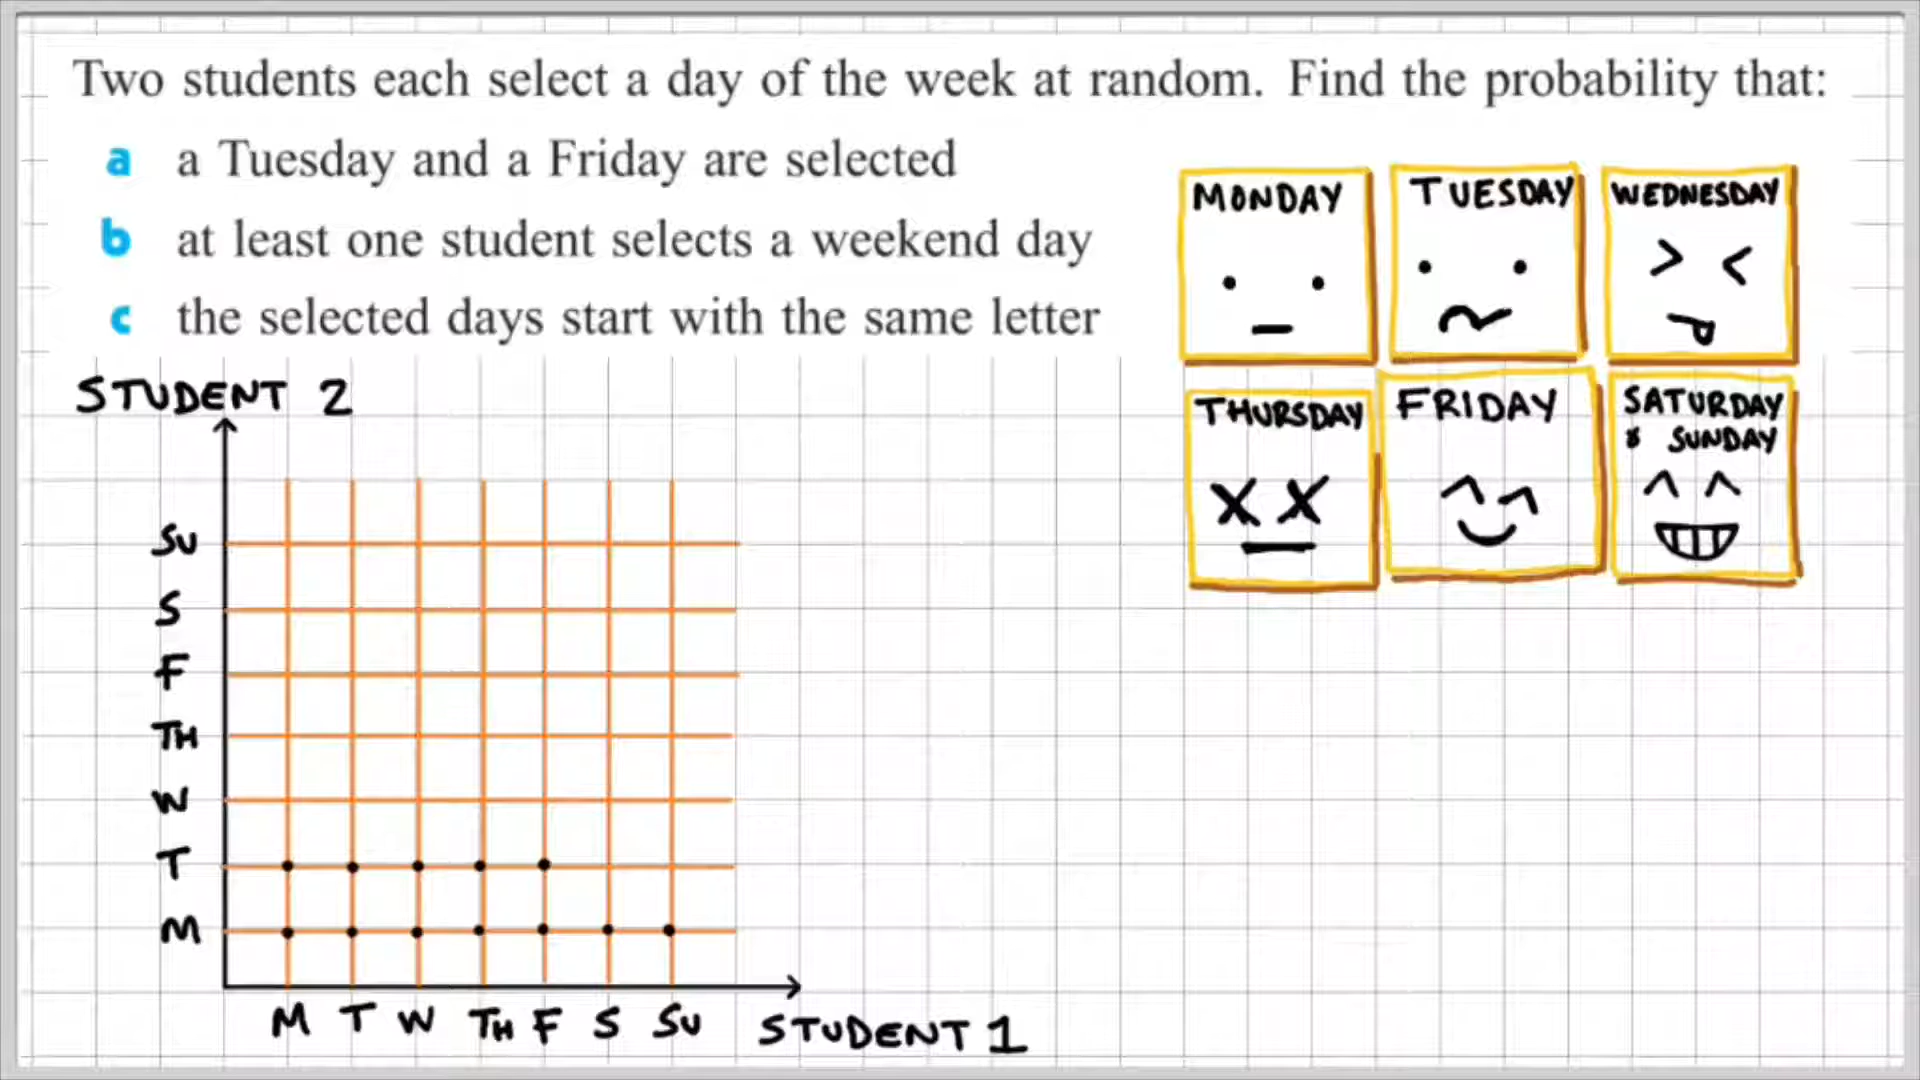 Two students each select a day of the week at random. Find the probability that:
a a Tuesday and a Friday are selected
b at least one student selects a weekend day
c the selected days start with the same letter
MONDAY
TUESDAY
WEDNESDAY
THURSDAY
FRIDAY
SATURDAY
& SUNDAY
STUDENT 2
SU
S
F
TH
W
T
M
M T W TH F S SU
STUDENT 1